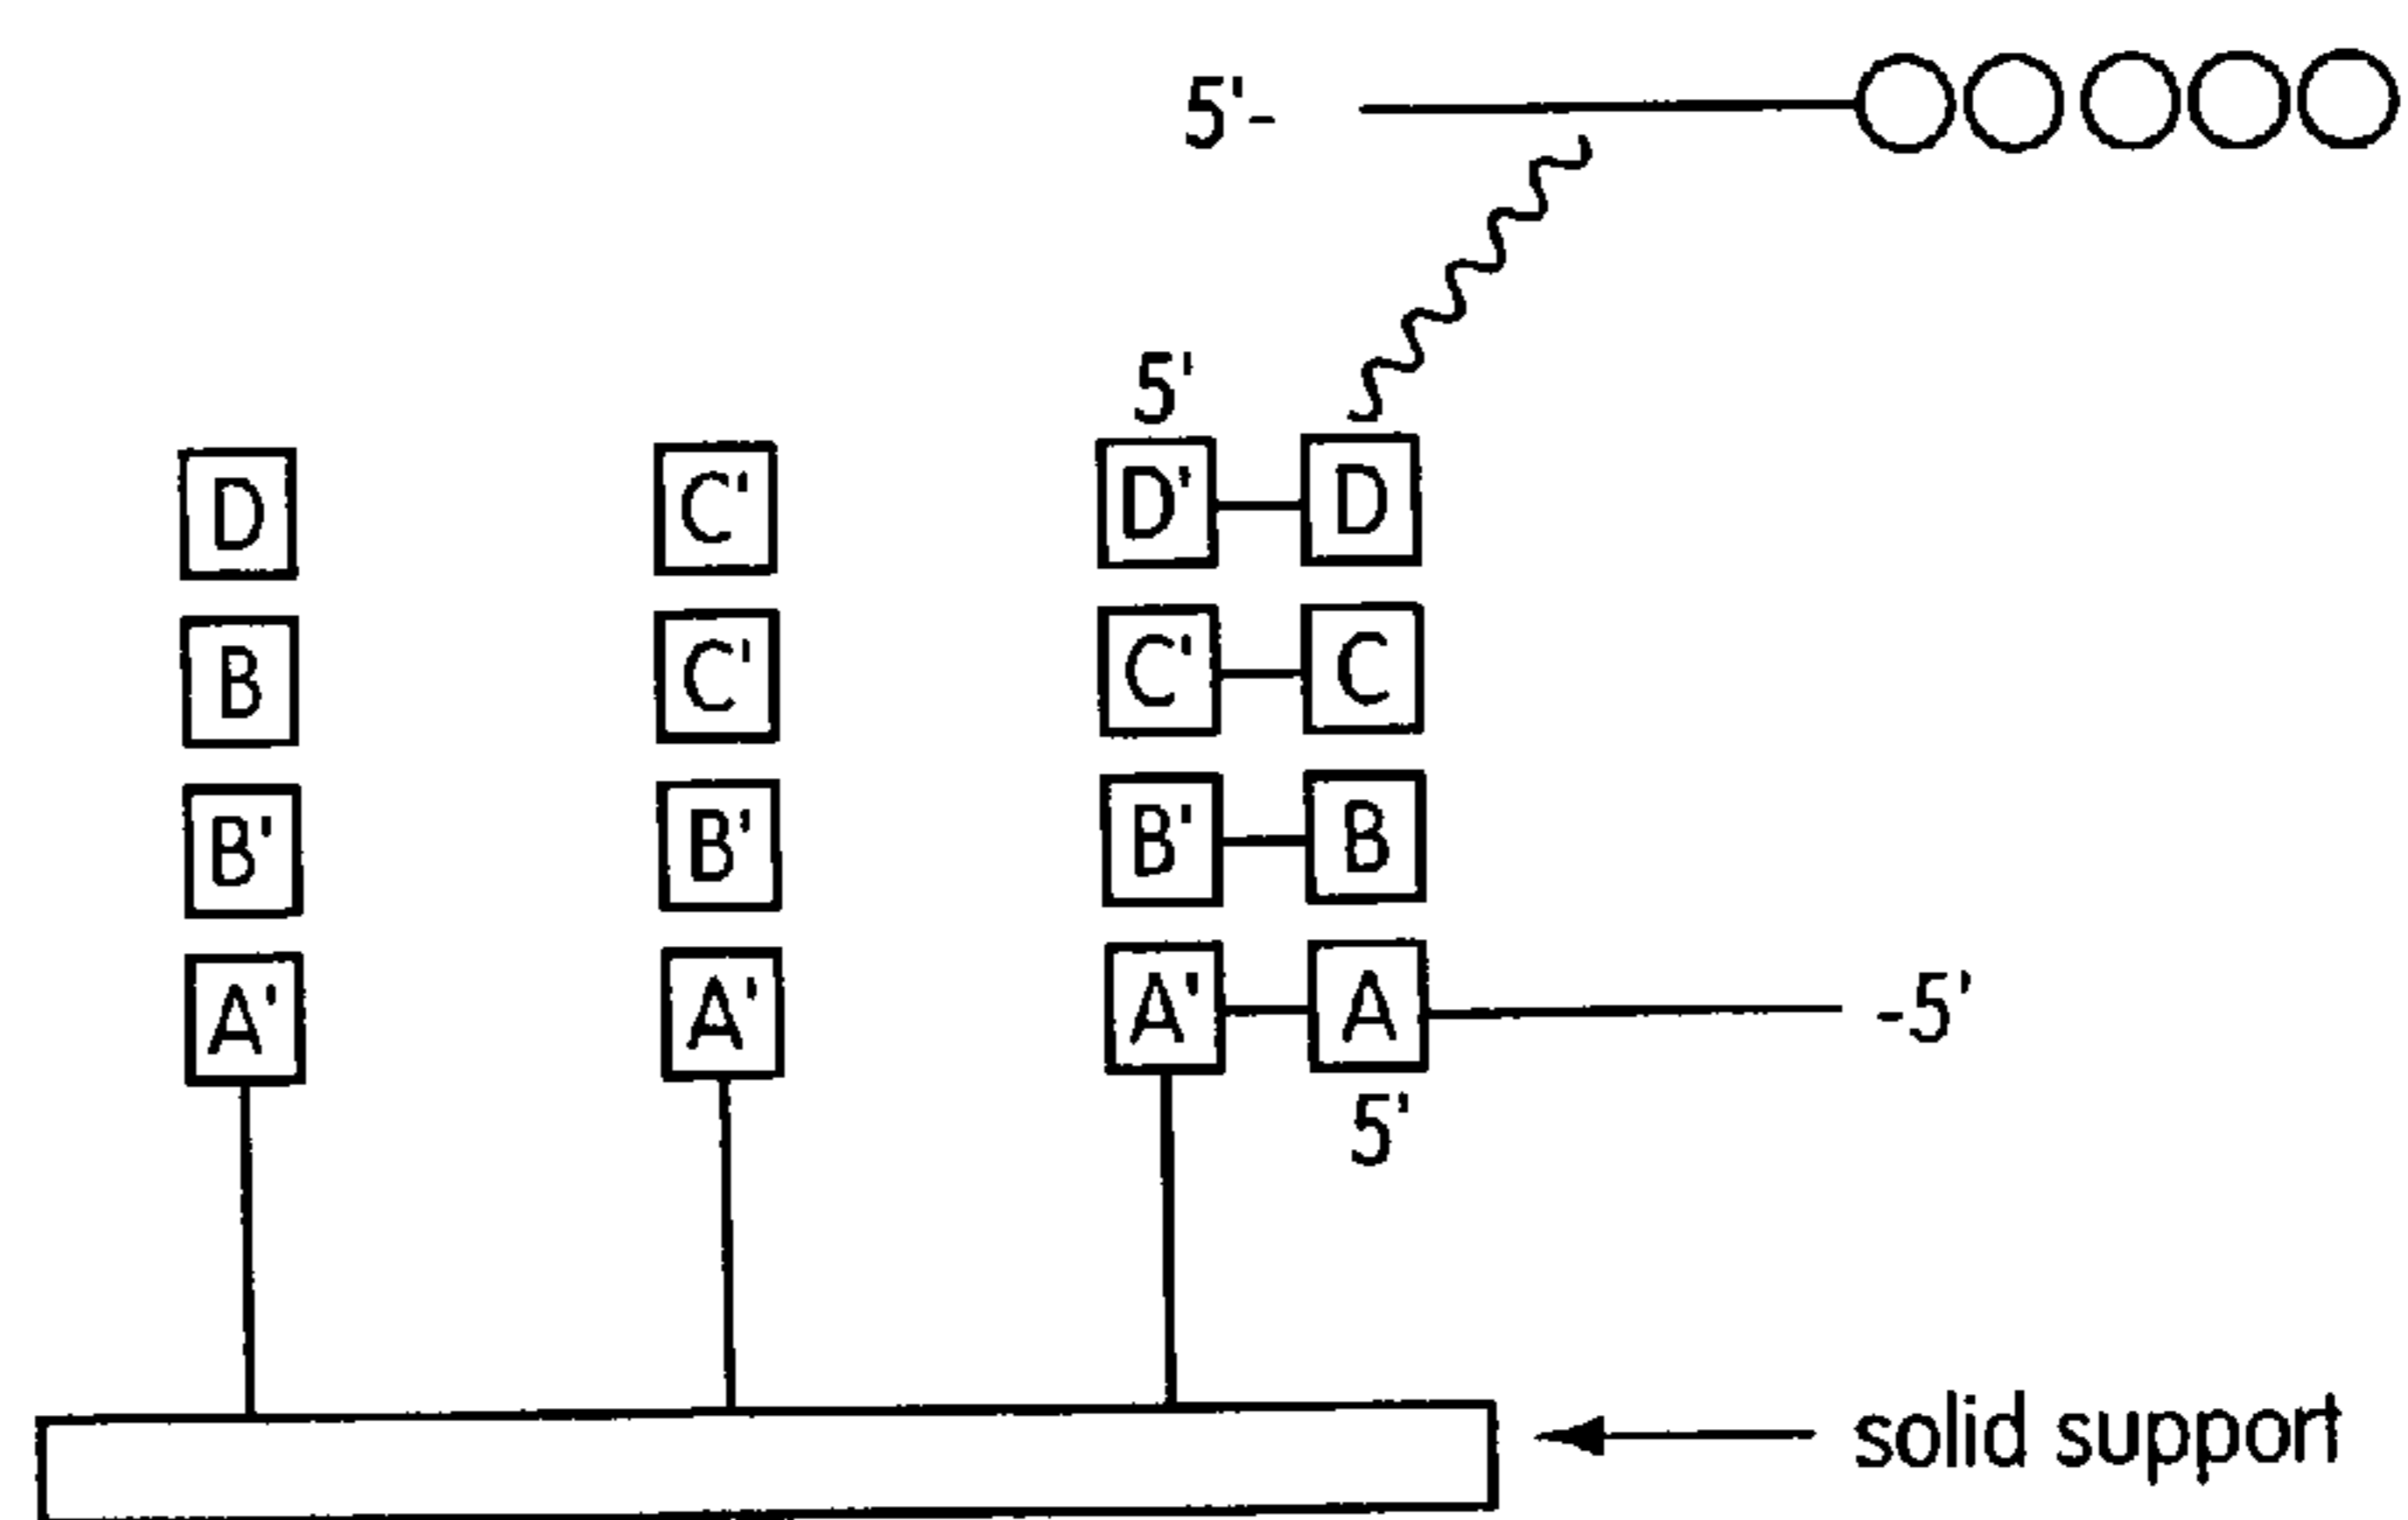 5'-
5'
D C' D' D
B C' C' C
B' B' B' B
A' A' A' A -5'
5'
solid support